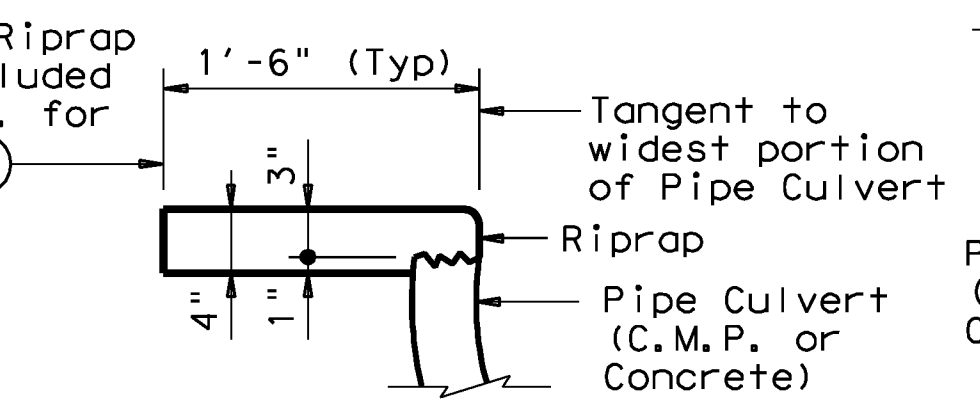 Riprap
luded
. for
1'-6" (Typ)
Tangent to
widest portion
of Pipe Culvert
3"
Riprap
4"
1"
Pipe Culvert
(C.M.P. or
Concrete)
P
(
C